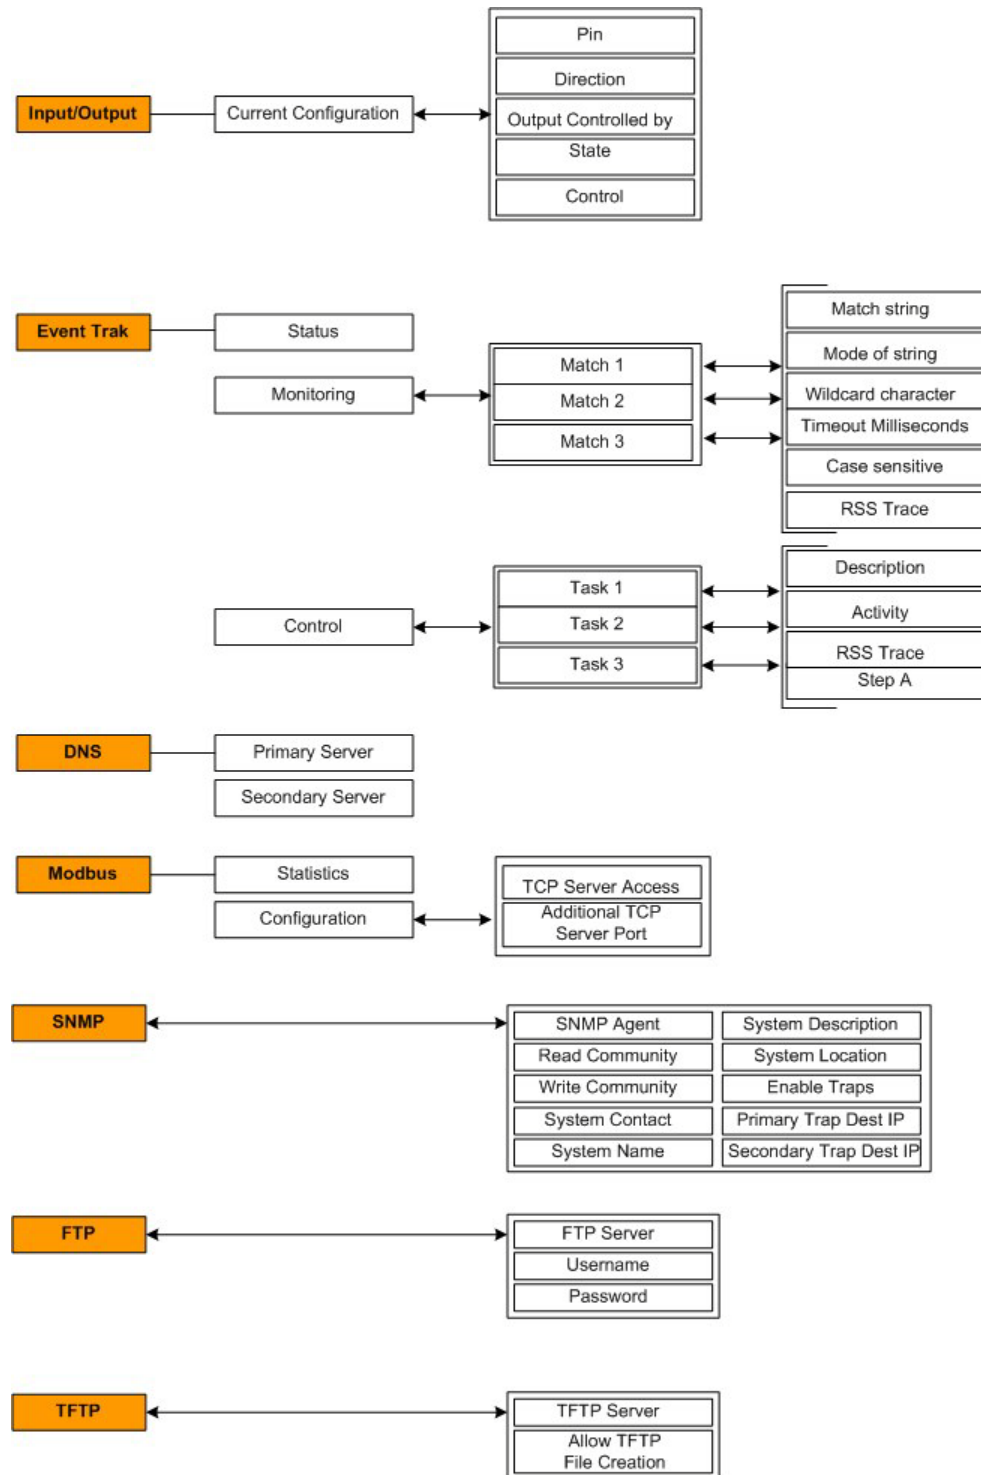 Pin
Direction
Input/Output
Current Configuration
Output Controlled by
State
Control
Event Trak
Status
Monitoring
Match 1
Match 2
Match 3
Match string
Mode of string
Wildcard character
Timeout Milliseconds
Case sensitive
RSS Trace
Control
Task 1
Task 2
Task 3
Description
Activity
RSS Trace
Step A
DNS
Primary Server
Secondary Server
Modbus
Statistics
Configuration
TCP Server Access
Additional TCP
Server Port
SNMP
SNMP Agent
System Description
Read Community
System Location
Write Community
Enable Traps
System Contact
Primary Trap Dest IP
System Name
Secondary Trap Dest IP
FTP
FTP Server
Username
Password
TFTP
TFTP Server
Allow TFTP
File Creation